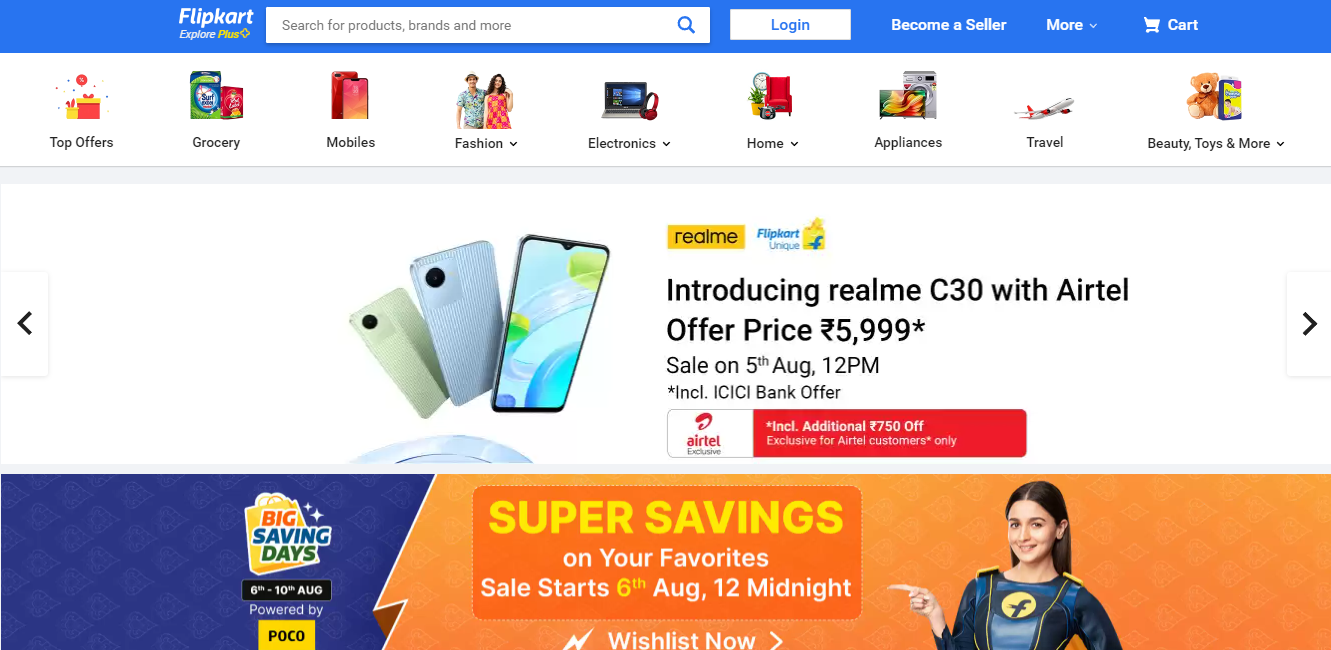 Flipkart
Explore Plus
Search for products, brands and more
Login
Become a Seller
More
Cart
Top Offers
Grocery
Mobiles
Fashion
Electronics
Home
Appliances
Travel
Beauty, Toys & More
%
Surf
excel
realme
Flipkart
Unique
Introducing realme C30 with Airtel
Offer Price ₹5,999*
Sale on 5th Aug, 12PM
*Incl. ICICI Bank Offer
airtel
Exclusive
*Incl. Additional ₹750 Off
Exclusive for Airtel customers* only
BIG
SAVING
DAYS
6th - 10th AUG
Powered by
POCO
SUPER SAVINGS
on Your Favorites
Sale Starts 6th Aug, 12 Midnight
Wishlist Now